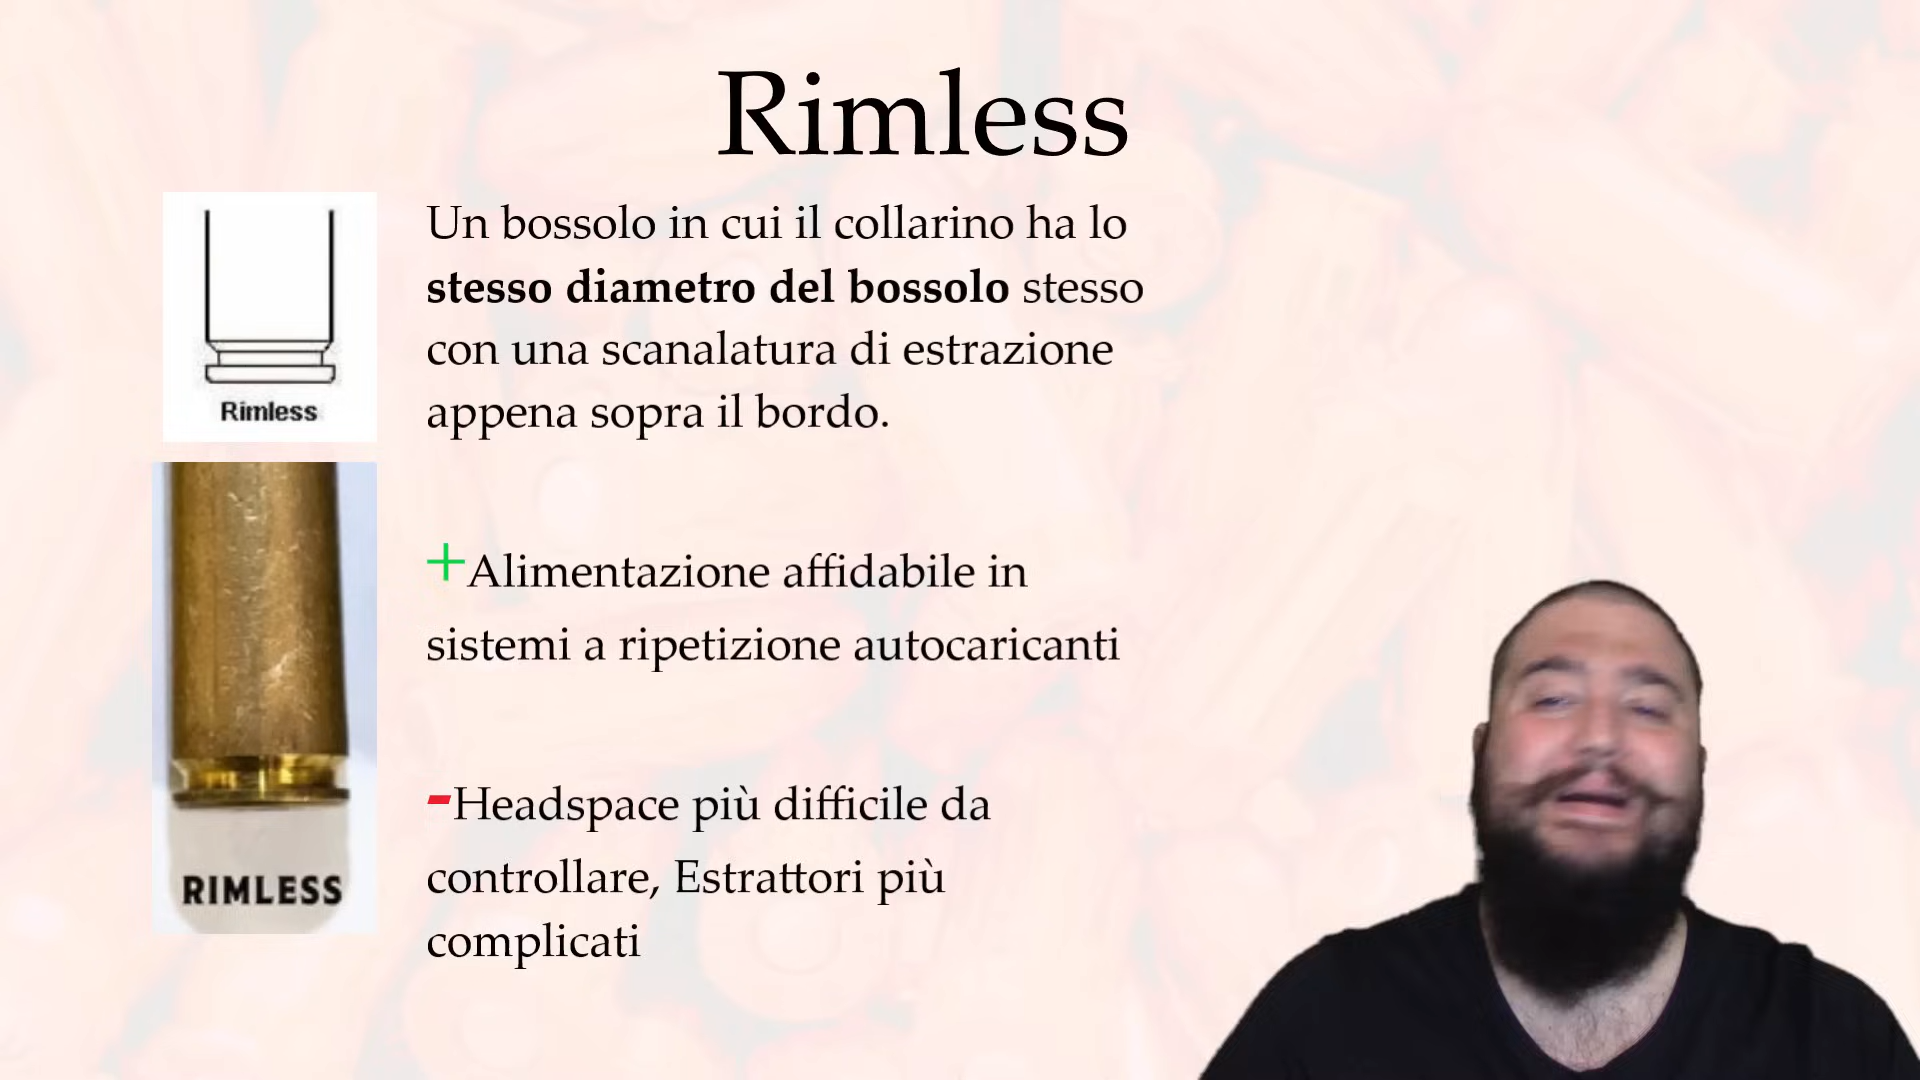 Rimless
Un bossolo in cui il collarino ha lo
stesso diametro del bossolo stesso
con una scanalatura di estrazione
appena sopra il bordo.
Rimless
+Alimentazione affidabile in
sistemi a ripetizione autocaricanti
-Headspace più difficile da
controllare, Estrattori più
complicati
RIMLESS